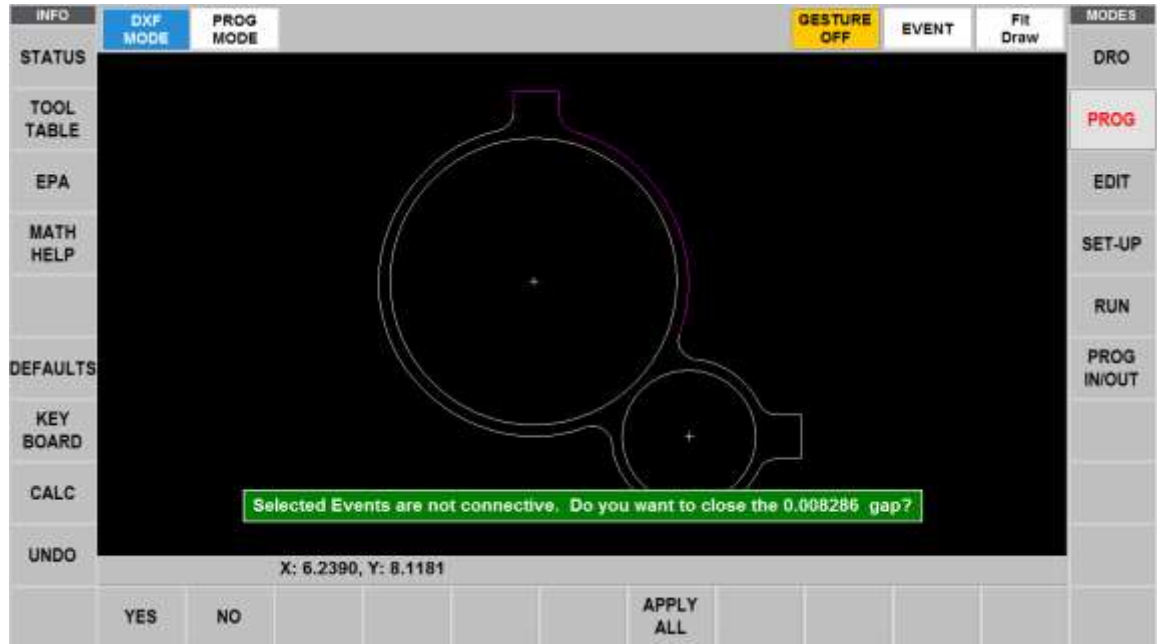 INFO
DXF
MODE
PROG
MODE
GESTURE
OFF
EVENT
Fit
Draw
MODES
STATUS
DRO
TOOL
TABLE
PROG
EPA
EDIT
MATH
HELP
SET-UP
RUN
DEFAULTS
PROG
IN/OUT
KEY
BOARD
CALC
Selected Events are not connective. Do you want to close the 0.008286 gap?
UNDO
X: 6.2390, Y: 8.1181
YES
NO
APPLY
ALL